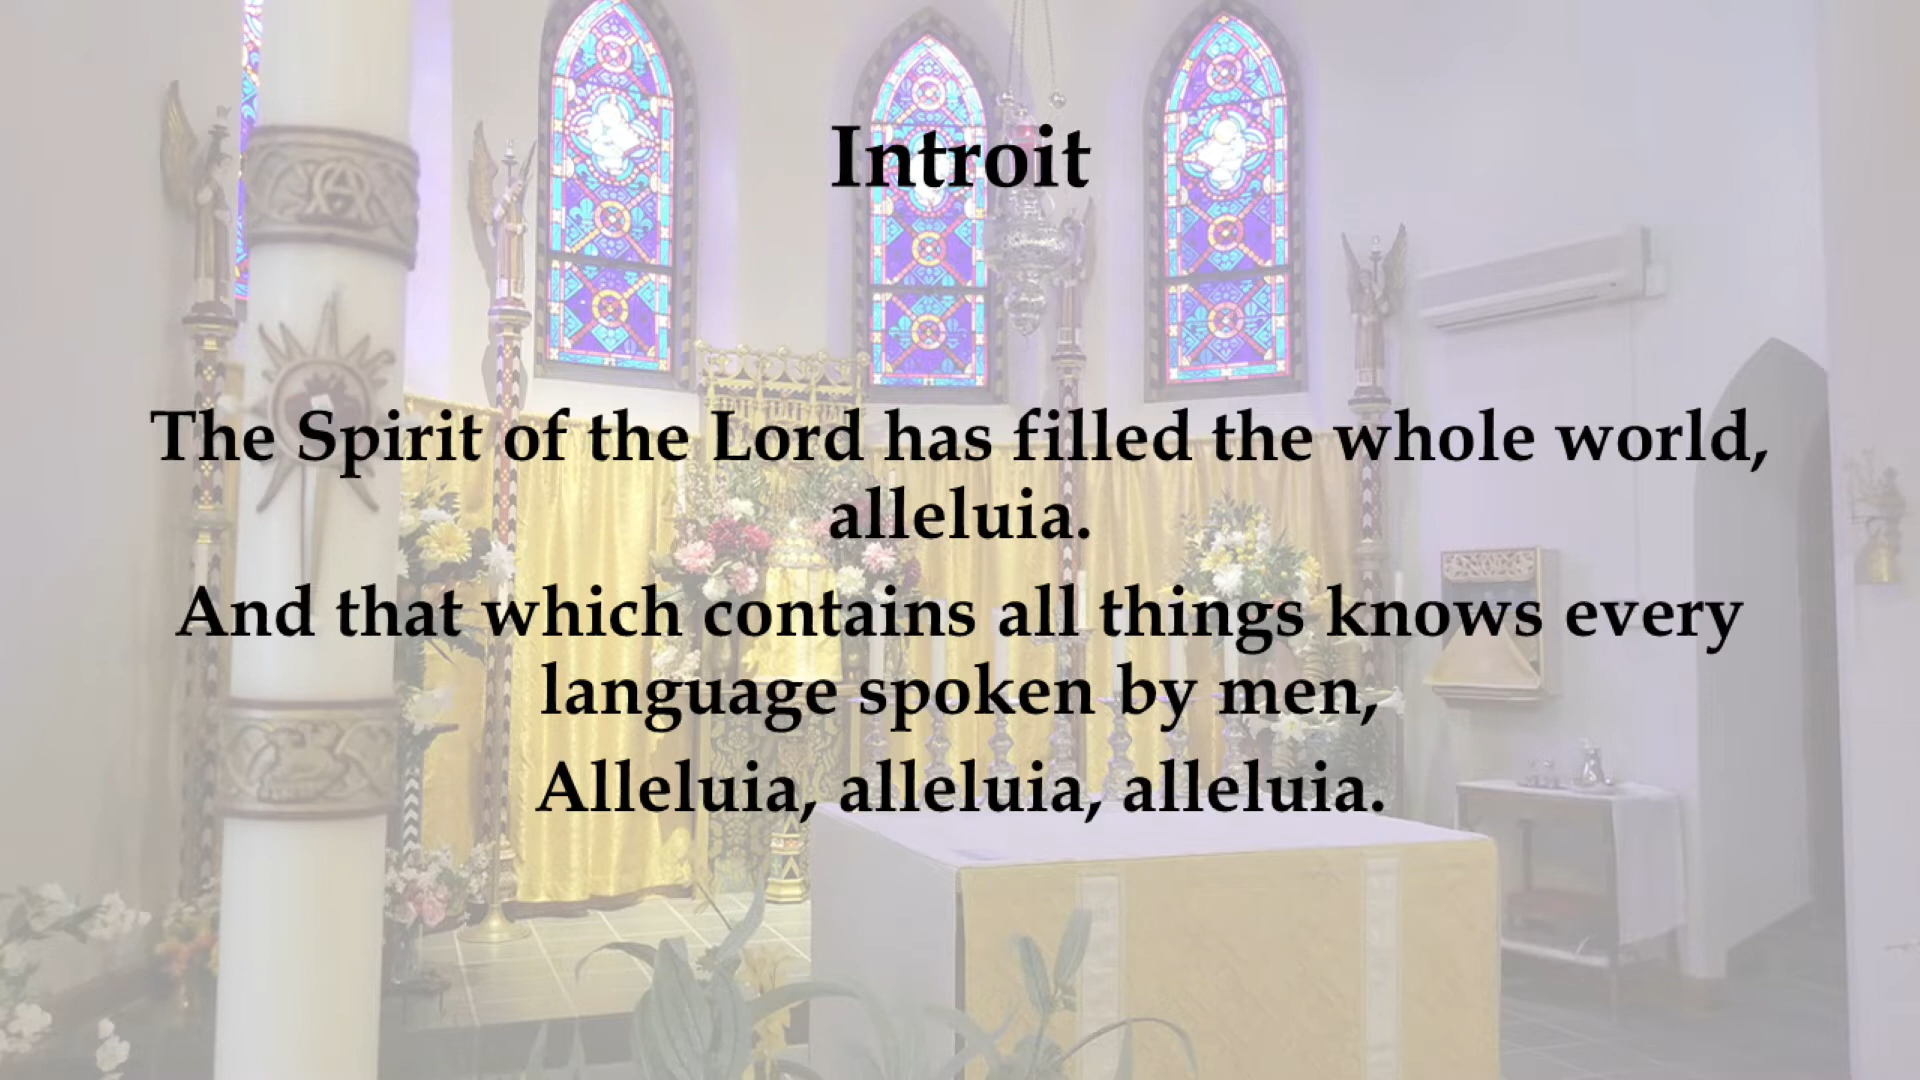 Introit
The Spirit of the Lord has filled the whole world,
alleluia.
And that which contains all things knows every
language spoken by men,
Alleluia, alleluia, alleluia.